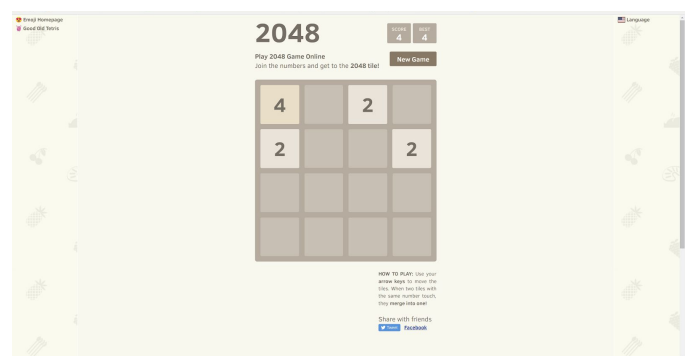 Emoji Homepage
Good Old Tetris
Language
2048
SCORE
4
BEST
4
Play 2048 Game Online
Join the numbers and get to the 2048 tile!
New Game
4 2
2 2
HOW TO PLAY: Use your
arrow keys to move the
tiles. When two tiles with
the same number touch,
they merge into one!
Share with friends
Tweet Facebook